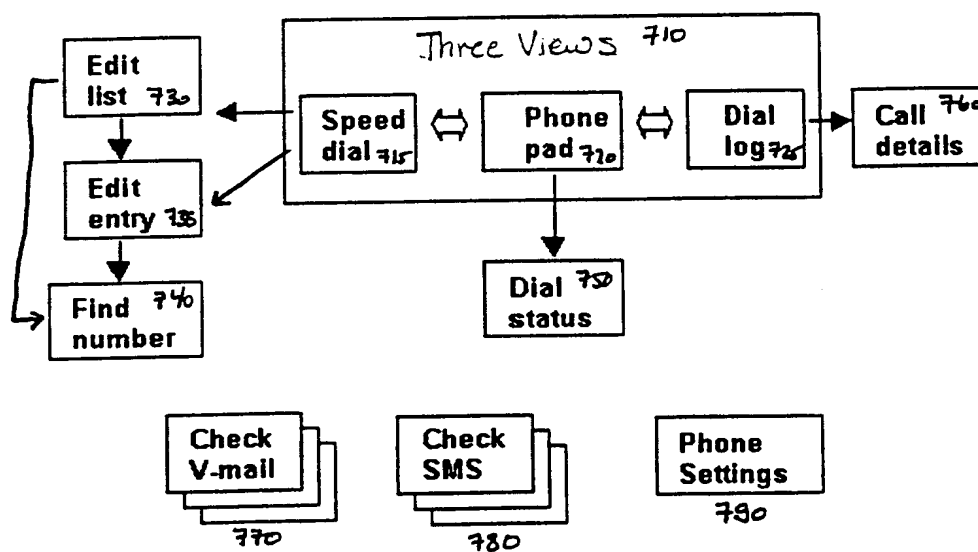 Three Views 710
Edit
list 730
Speed
dial 715
Phone
pad 720
Dial
log 725
Call 760
details
Edit
entry 735
Find 740
number
Dial 750
status
Check
V-mail
770
Check
SMS
780
Phone
Settings
790